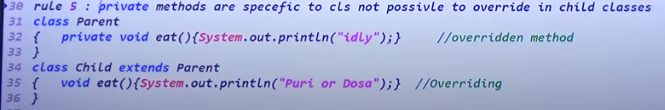 30 rule 5 : private methods are specefic to cls not possivle to override in child classes
31 class Parent
32 {   private void eat(){System.out.println("idly");}     //overridden method
33 }
34 class Child extends Parent
35 {   void eat(){System.out.println("Puri or Dosa");}  //Overriding
36 }